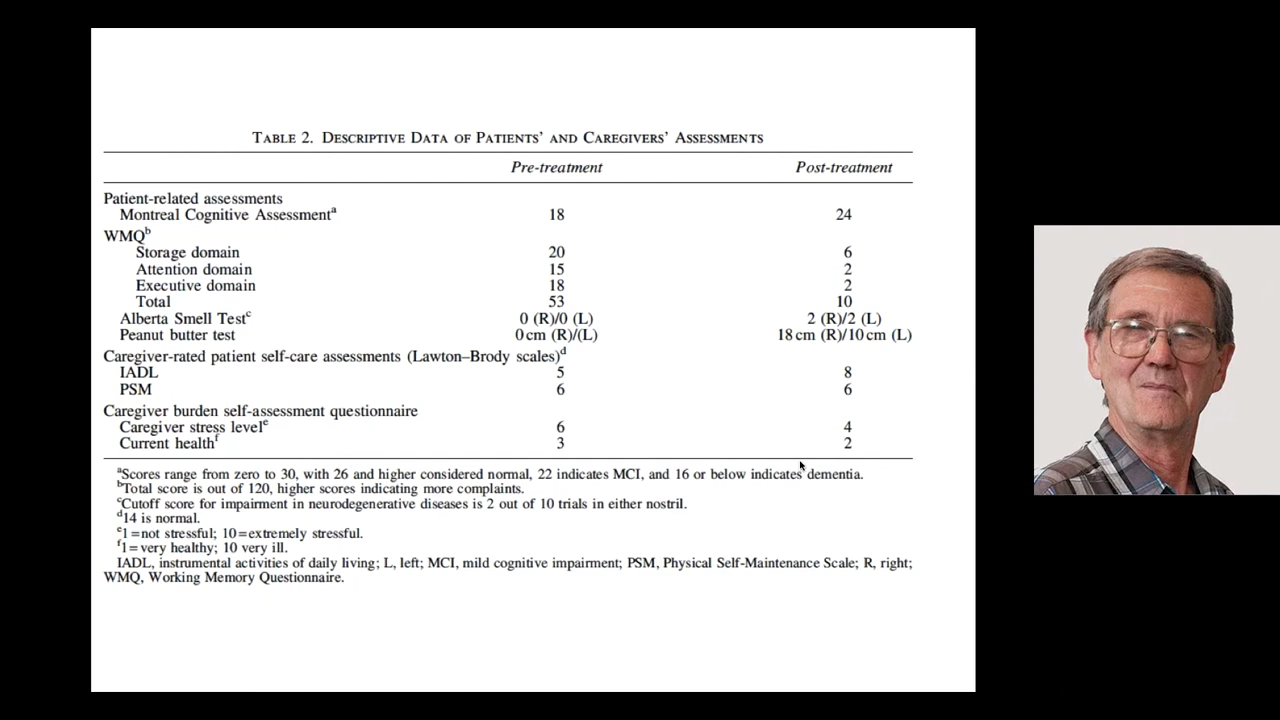 TABLE 2. DESCRIPTIVE DATA OF PATIENTS' AND CAREGIVERS' ASSESSMENTS
Pre-treatment Post-treatment
Patient-related assessments
Montreal Cognitive Assessmentᵃ 18 24
WMQᵇ
Storage domain 20 6
Attention domain 15 2
Executive domain 18 2
Total 53 10
Alberta Smell Testᶜ 0 (R)/0 (L) 2 (R)/2 (L)
Peanut butter test 0 cm (R)/(L) 18 cm (R)/10 cm (L)
Caregiver-rated patient self-care assessments (Lawton–Brody scales)ᵈ
IADL 5 8
PSM 6 6
Caregiver burden self-assessment questionnaire
Caregiver stress levelᵉ 6 4
Current healthᶠ 3 2
ᵃScores range from zero to 30, with 26 and higher considered normal, 22 indicates MCI, and 16 or below indicates dementia.
ᵇTotal score is out of 120, higher scores indicating more complaints.
ᶜCutoff score for impairment in neurodegenerative diseases is 2 out of 10 trials in either nostril.
ᵈ14 is normal.
ᵉ1 = not stressful; 10 = extremely stressful.
ᶠ1 = very healthy; 10 very ill.
IADL, instrumental activities of daily living; L, left; MCI, mild cognitive impairment; PSM, Physical Self-Maintenance Scale; R, right;
WMQ, Working Memory Questionnaire.